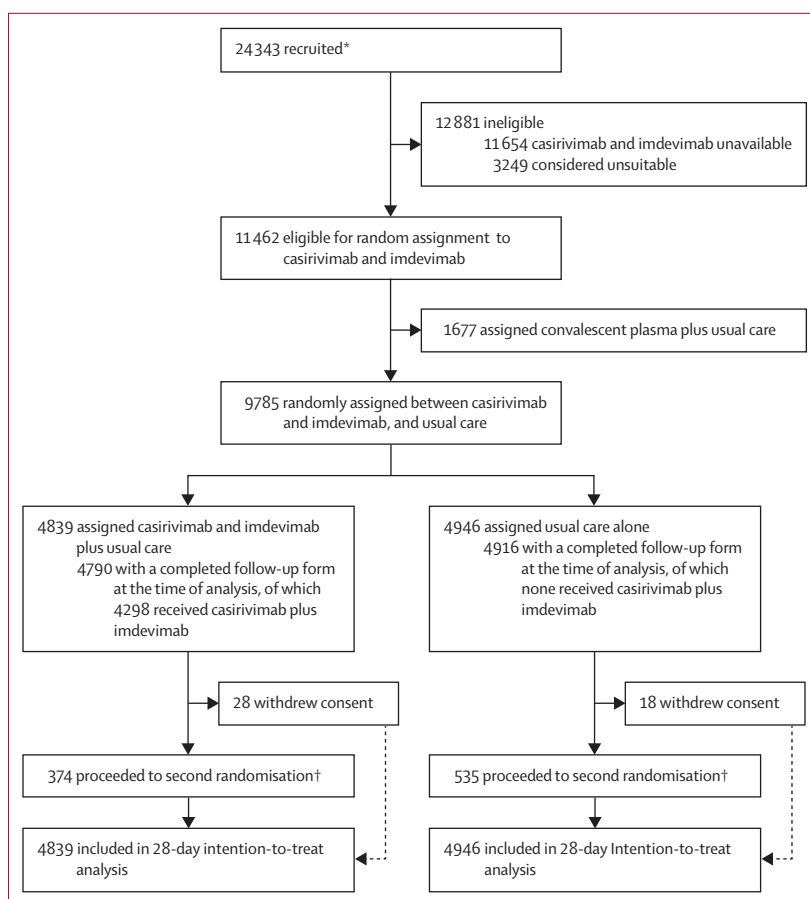 24343 recruited*
12881 ineligible
11654 casirivimab and imdevimab unavailable
3249 considered unsuitable
11462 eligible for random assignment to
casirivimab and imdevimab
1677 assigned convalescent plasma plus usual care
9785 randomly assigned between casirivimab
and imdevimab, and usual care
4839 assigned casirivimab and imdevimab
plus usual care
4790 with a completed follow-up form
at the time of analysis, of which
4298 received casirivimab plus
imdevimab
4946 assigned usual care alone
4916 with a completed follow-up form
at the time of analysis, of which
none received casirivimab plus
imdevimab
28 withdrew consent
18 withdrew consent
374 proceeded to second randomisation†
535 proceeded to second randomisation†
4839 included in 28-day intention-to-treat
analysis
4946 included in 28-day Intention-to-treat
analysis